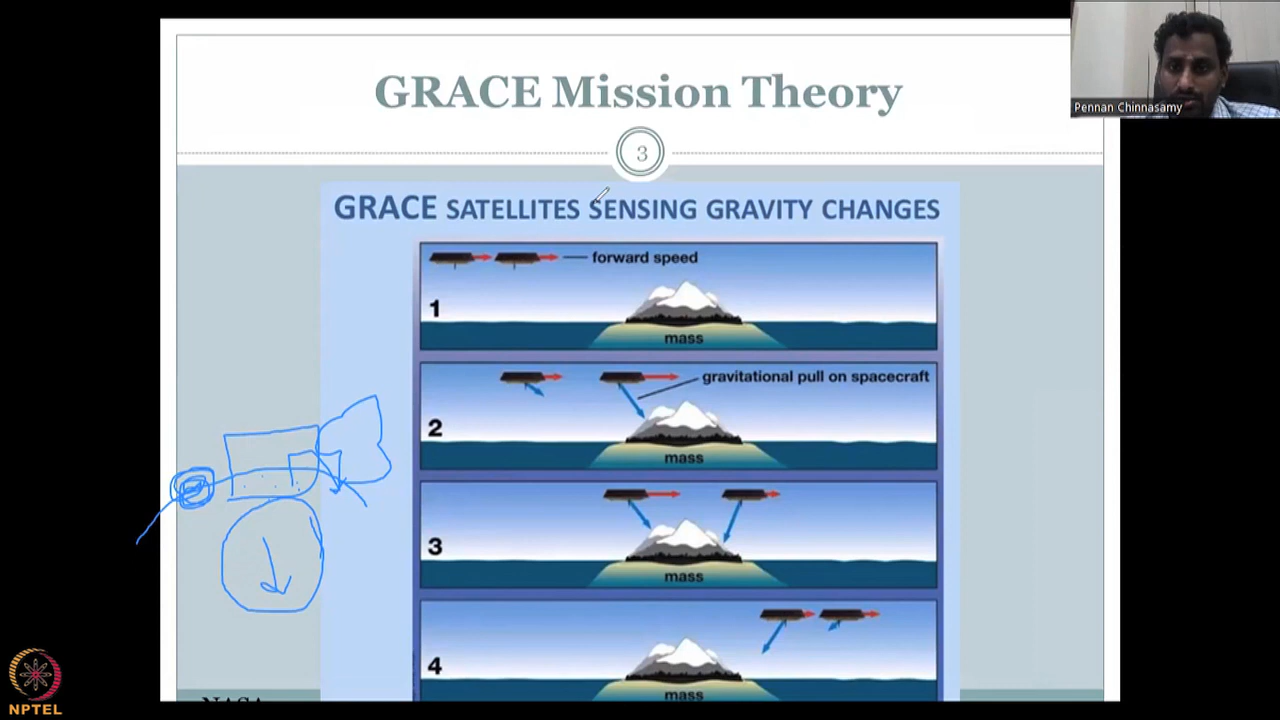 GRACE Mission Theory
Pennan Chinnasamy
3
GRACE SATELLITES SENSING GRAVITY CHANGES
forward speed
1
mass
gravitational pull on spacecraft
2
mass
3
mass
4
mass
NASA
NPTEL